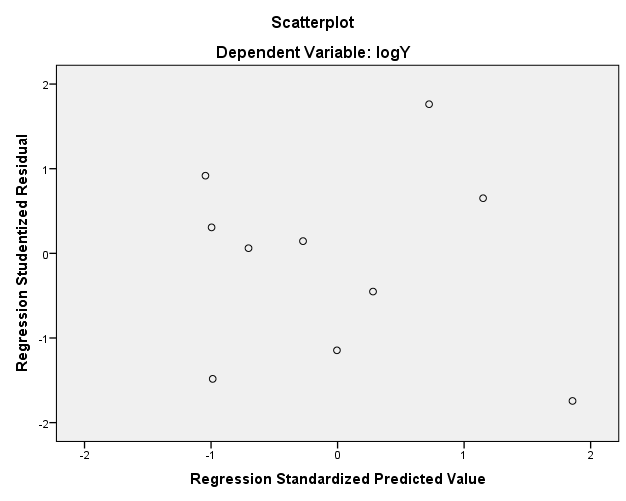 Scatterplot
Dependent Variable: logY
Regression Studentized Residual
2
1
0
-1
-2
-2
-1
0
1
2
Regression Standardized Predicted Value